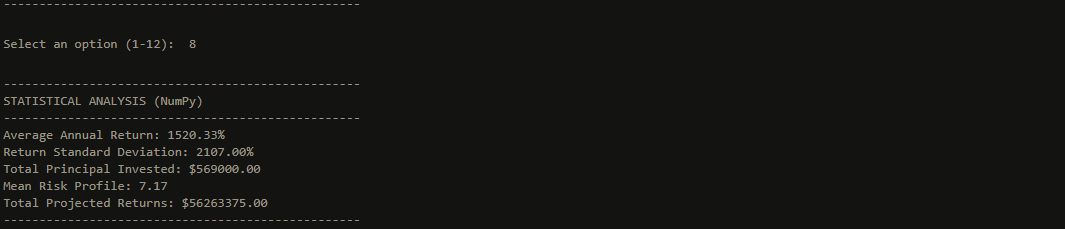 --------------------------------------------------
Select an option (1-12):  8
--------------------------------------------------
STATISTICAL ANALYSIS (NumPy)
--------------------------------------------------
Average Annual Return: 1520.33%
Return Standard Deviation: 2107.00%
Total Principal Invested: $569000.00
Mean Risk Profile: 7.17
Total Projected Returns: $56263375.00
--------------------------------------------------